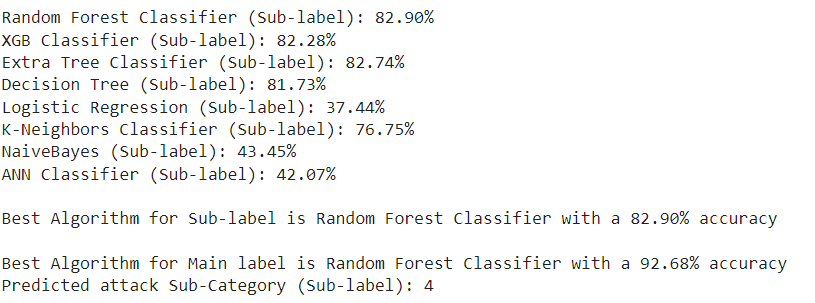 Random Forest Classifier (Sub-label): 82.90%
XGB Classifier (Sub-label): 82.28%
Extra Tree Classifier (Sub-label): 82.74%
Decision Tree (Sub-label): 81.73%
Logistic Regression (Sub-label): 37.44%
K-Neighbors Classifier (Sub-label): 76.75%
NaiveBayes (Sub-label): 43.45%
ANN Classifier (Sub-label): 42.07%
Best Algorithm for Sub-label is Random Forest Classifier with a 82.90% accuracy
Best Algorithm for Main label is Random Forest Classifier with a 92.68% accuracy
Predicted attack Sub-Category (Sub-label): 4